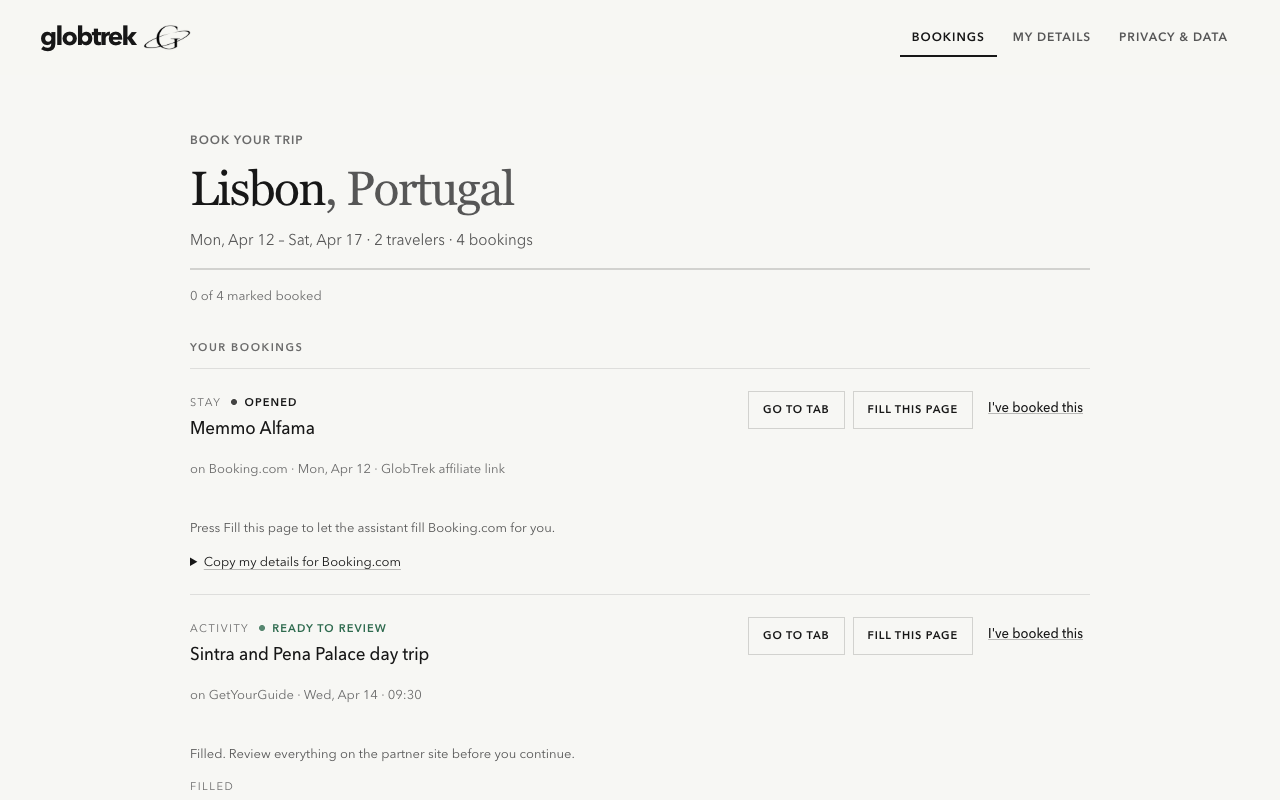 globtrek G
BOOKINGS
MY DETAILS
PRIVACY & DATA
BOOK YOUR TRIP
Lisbon, Portugal
Mon, Apr 12 – Sat, Apr 17 · 2 travelers · 4 bookings
0 of 4 marked booked
YOUR BOOKINGS
STAY • OPENED
GO TO TAB
FILL THIS PAGE
I've booked this
Memmo Alfama
on Booking.com · Mon, Apr 12 · GlobTrek affiliate link
Press Fill this page to let the assistant fill Booking.com for you.
Copy my details for Booking.com
ACTIVITY • READY TO REVIEW
GO TO TAB
FILL THIS PAGE
I've booked this
Sintra and Pena Palace day trip
on GetYourGuide · Wed, Apr 14 · 09:30
Filled. Review everything on the partner site before you continue.
FILLED